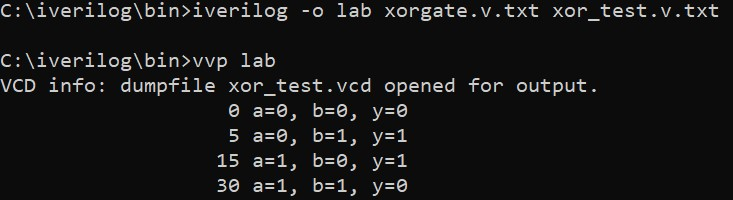 C:\iverilog\bin>iverilog -o lab xorgate.v.txt xor_test.v.txt
C:\iverilog\bin>vvp lab
VCD info: dumpfile xor_test.vcd opened for output.
0 a=0, b=0, y=0
5 a=0, b=1, y=1
15 a=1, b=0, y=1
30 a=1, b=1, y=0